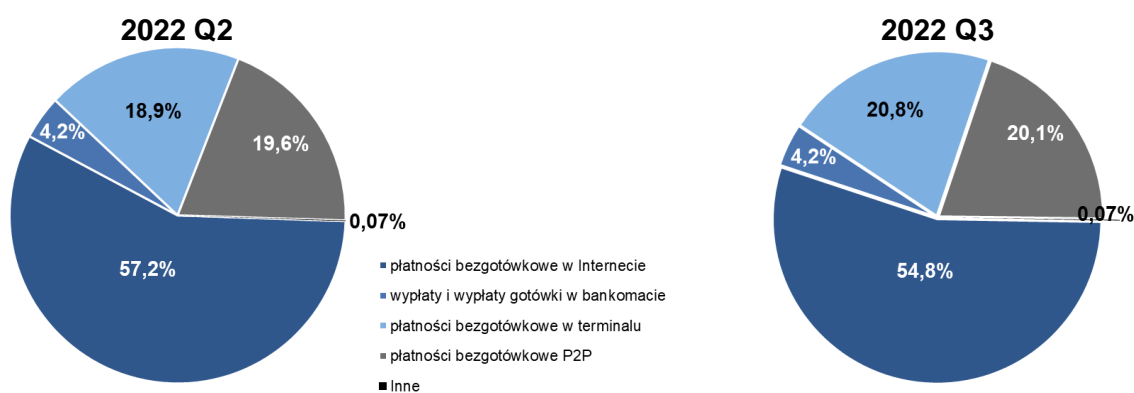 2022 Q2
18,9%
4,2%
19,6%
0,07%
57,2%
płatności bezgotówkowe w Internecie
wypłaty i wypłaty gotówki w bankomacie
płatności bezgotówkowe w terminalu
płatności bezgotówkowe P2P
Inne
2022 Q3
20,8%
20,1%
4,2%
0,07%
54,8%